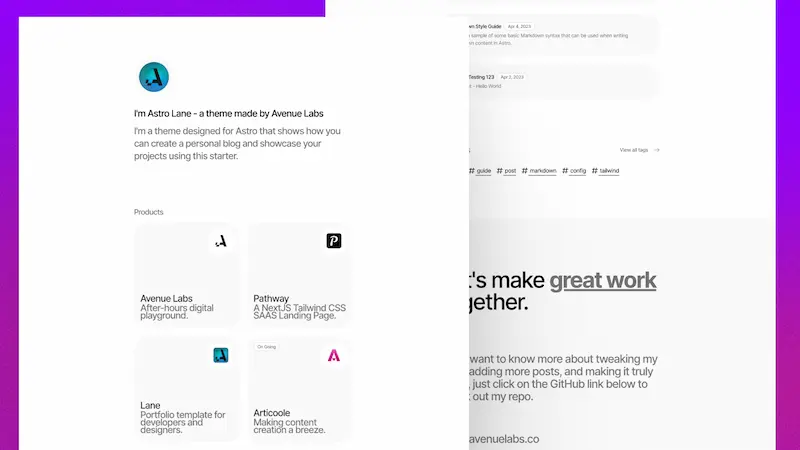 I'm Astro Lane - a theme made by Avenue Labs
I'm a theme designed for Astro that shows how you
can create a personal blog and showcase your
projects using this starter.
Products
Avenue Labs
After-hours digital
playground.
Pathway
A NextJS Tailwind CSS
SAAS Landing Page.
Lane
Portfolio template for
developers and
designers.
On Going
Articoole
Making content
creation a breeze.
Style Guide Apr 4, 2023
sample of some basic Markdown syntax that can be used when writing
content in Astro.
Testing 123 Apr 2, 2023
- Hello World
View all tags →
# guide # post # markdown # config # tailwind
's make great work
gether.
want to know more about tweaking my
adding more posts, and making it truly
, just click on the GitHub link below to
out my repo.
avenuelabs.co